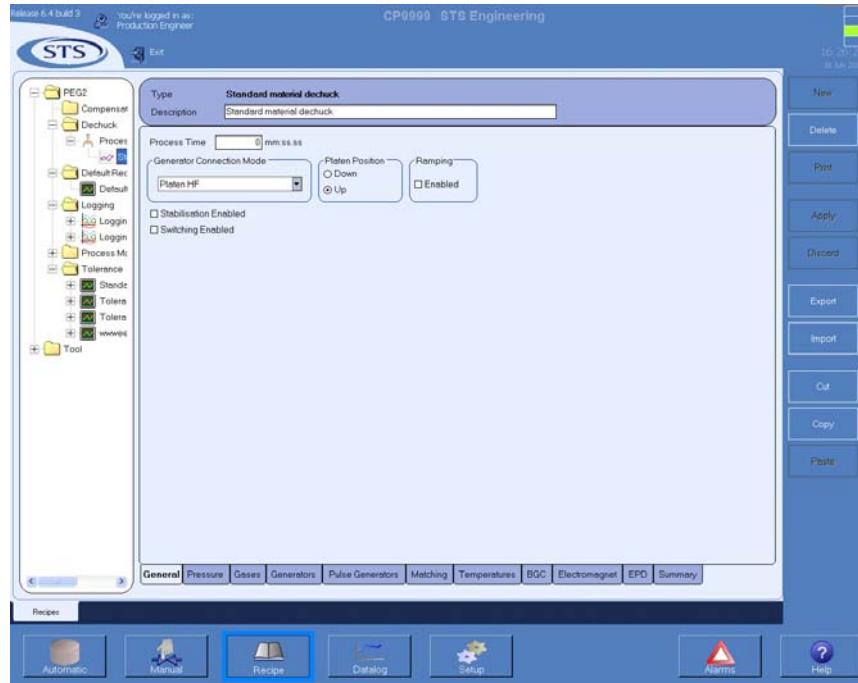 Release 6.4 build 3
You're logged in as:
Production Engineer
CP9999 STS Engineering
STS
Exit
PEG2
Compensat
Dechuck
Proces
St
Default Rec
Default
Logging
Loggin
Loggin
Process Mc
Tolerance
Standa
Tolera
Tolera
Tool
Type Standard material dechuck
Description Standard material dechuck
Process Time 0 mm:ss.ss
Generator Connection Mode
Platen HF
Platen Position
Down
Up
Ramping
Enabled
Stabilisation Enabled
Switching Enabled
General Pressure Gases Generators Pulse Generators Matching Temperatures BGC Electromagnet EPD Summary
New
Delete
Print
Apply
Discard
Export
Import
Cut
Copy
Paste
Recipes
Automatic Manual Recipe Datalog Setup Alarms Help